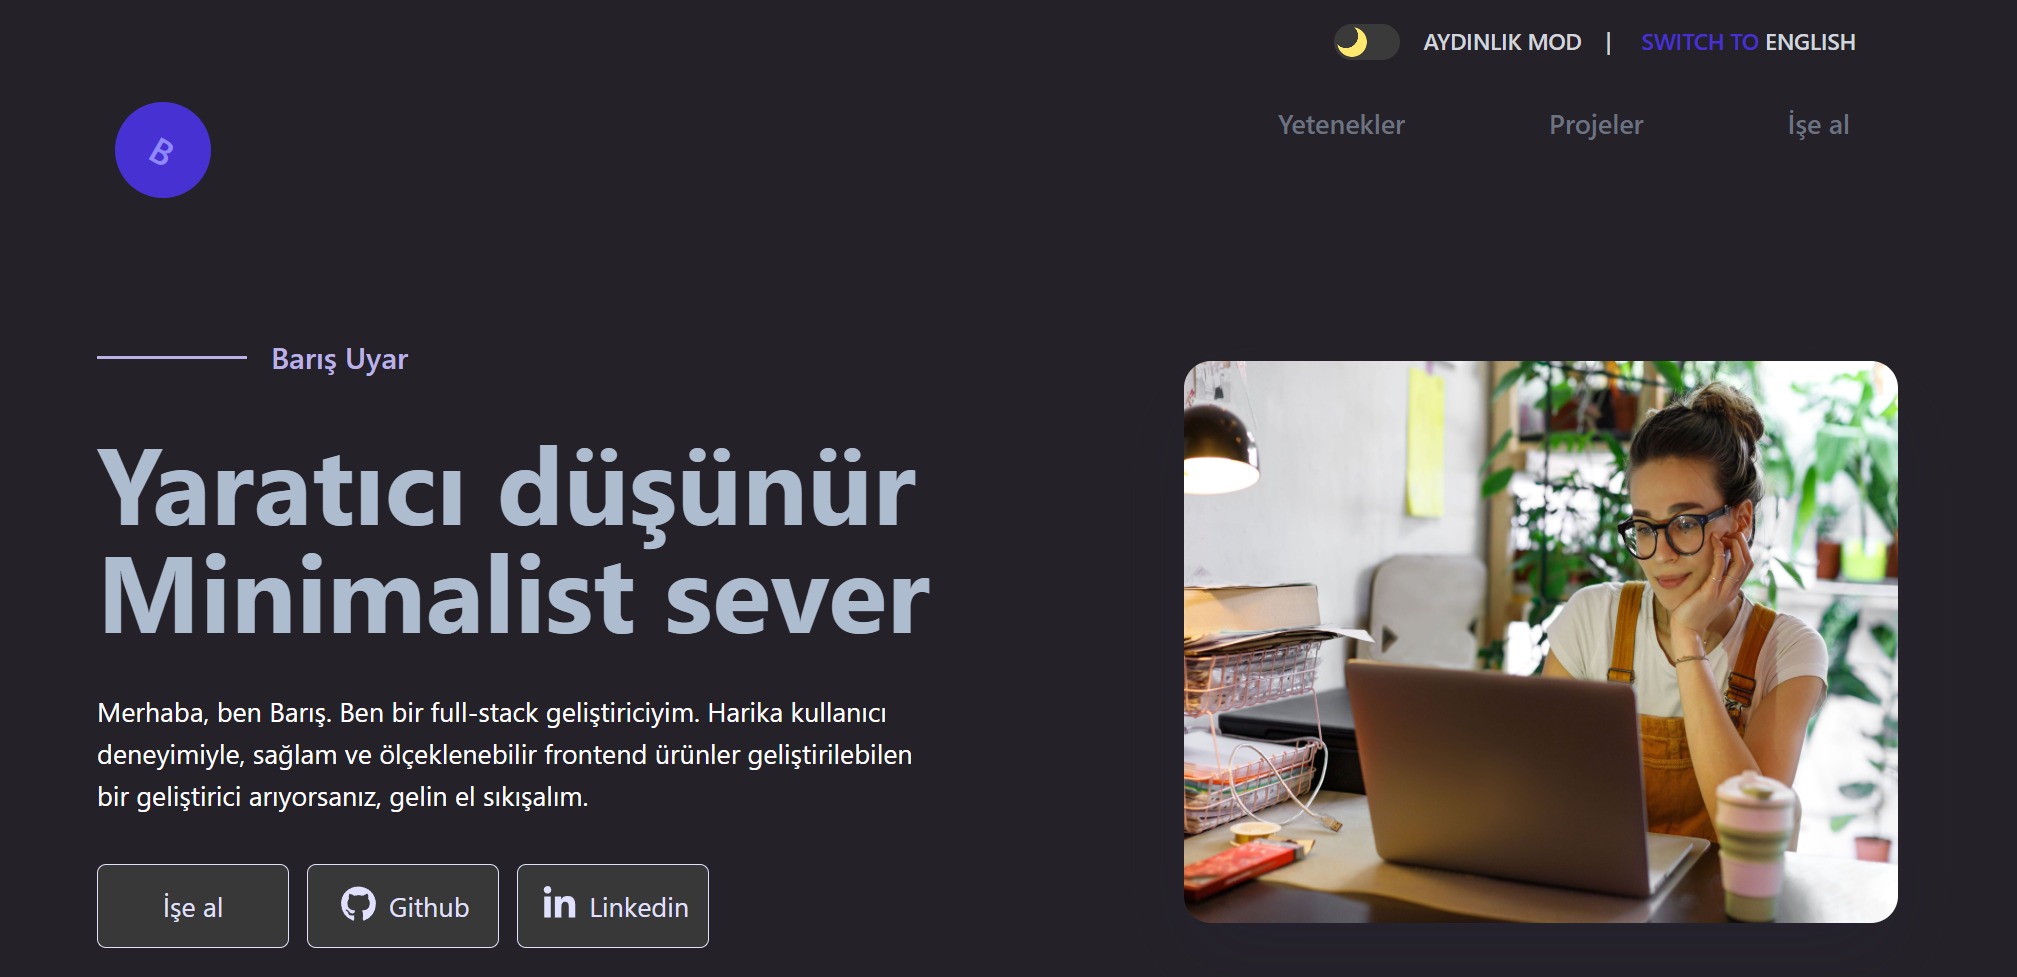 AYDINLIK MOD | SWITCH TO ENGLISH
B
Yetenekler Projeler İşe al
Barış Uyar
Yaratıcı düşünür
Minimalist sever
Merhaba, ben Barış. Ben bir full-stack geliştiriciyim. Harika kullanıcı
deneyimiyle, sağlam ve ölçeklenebilir frontend ürünler geliştirilebilen
bir geliştirici arıyorsanız, gelin el sıkışalım.
İşe al
Github
in Linkedin